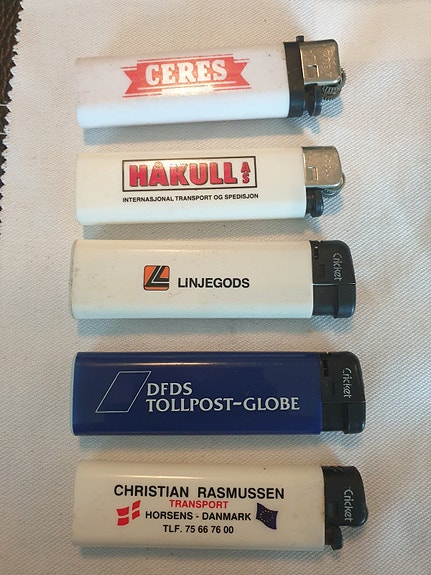 CERES
HÅKULL AS
INTERNASJONAL TRANSPORT OG SPEDISJON
LINJEGODS
Cricket
DFDS
TOLLPOST-GLOBE
Cricket
CHRISTIAN RASMUSSEN
TRANSPORT
HORSENS - DANMARK
TLF. 75 66 76 00
Cricket